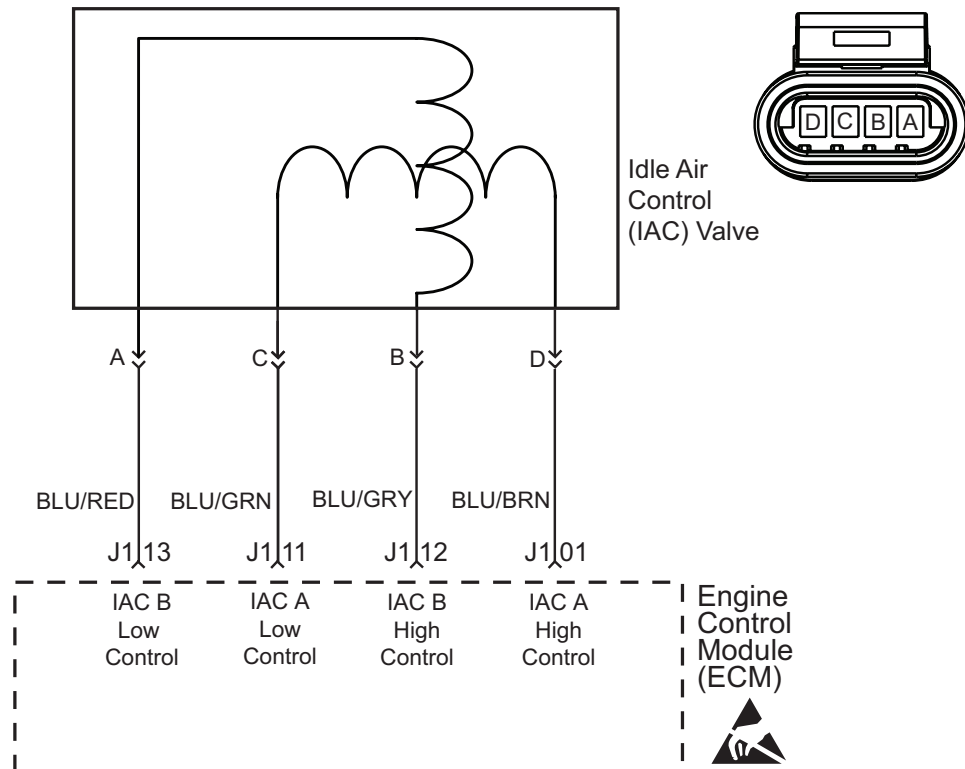 D C B A
Idle Air
Control
(IAC) Valve
A C B D
BLU/RED BLU/GRN BLU/GRY BLU/BRN
J1 13 J1 11 J1 12 J1 01
IAC B IAC A IAC B IAC A
Low Low High High
Control Control Control Control
Engine
Control
Module
(ECM)